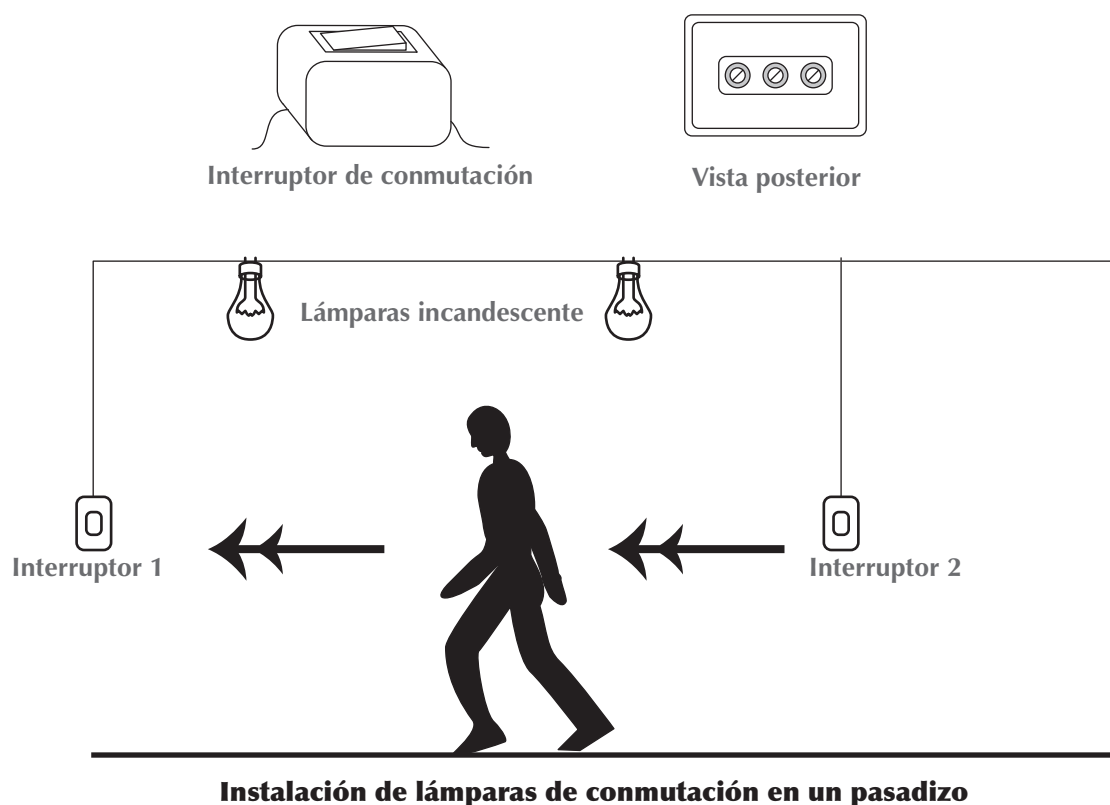 Interruptor de conmutación
Vista posterior
Lámparas incandescente
Interruptor 1
Interruptor 2
Instalación de lámparas de conmutación en un pasadizo